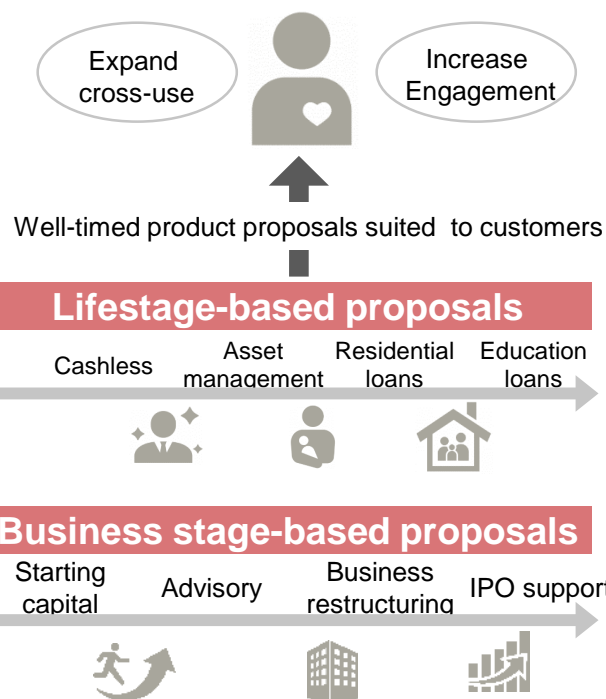 Expand
cross-use
Increase
Engagement
Well-timed product proposals suited to customers
Lifestage-based proposals
Cashless
Asset
management
Residential
loans
Education
loans
Business stage-based proposals
Starting
capital
Advisory
Business
restructuring
IPO support